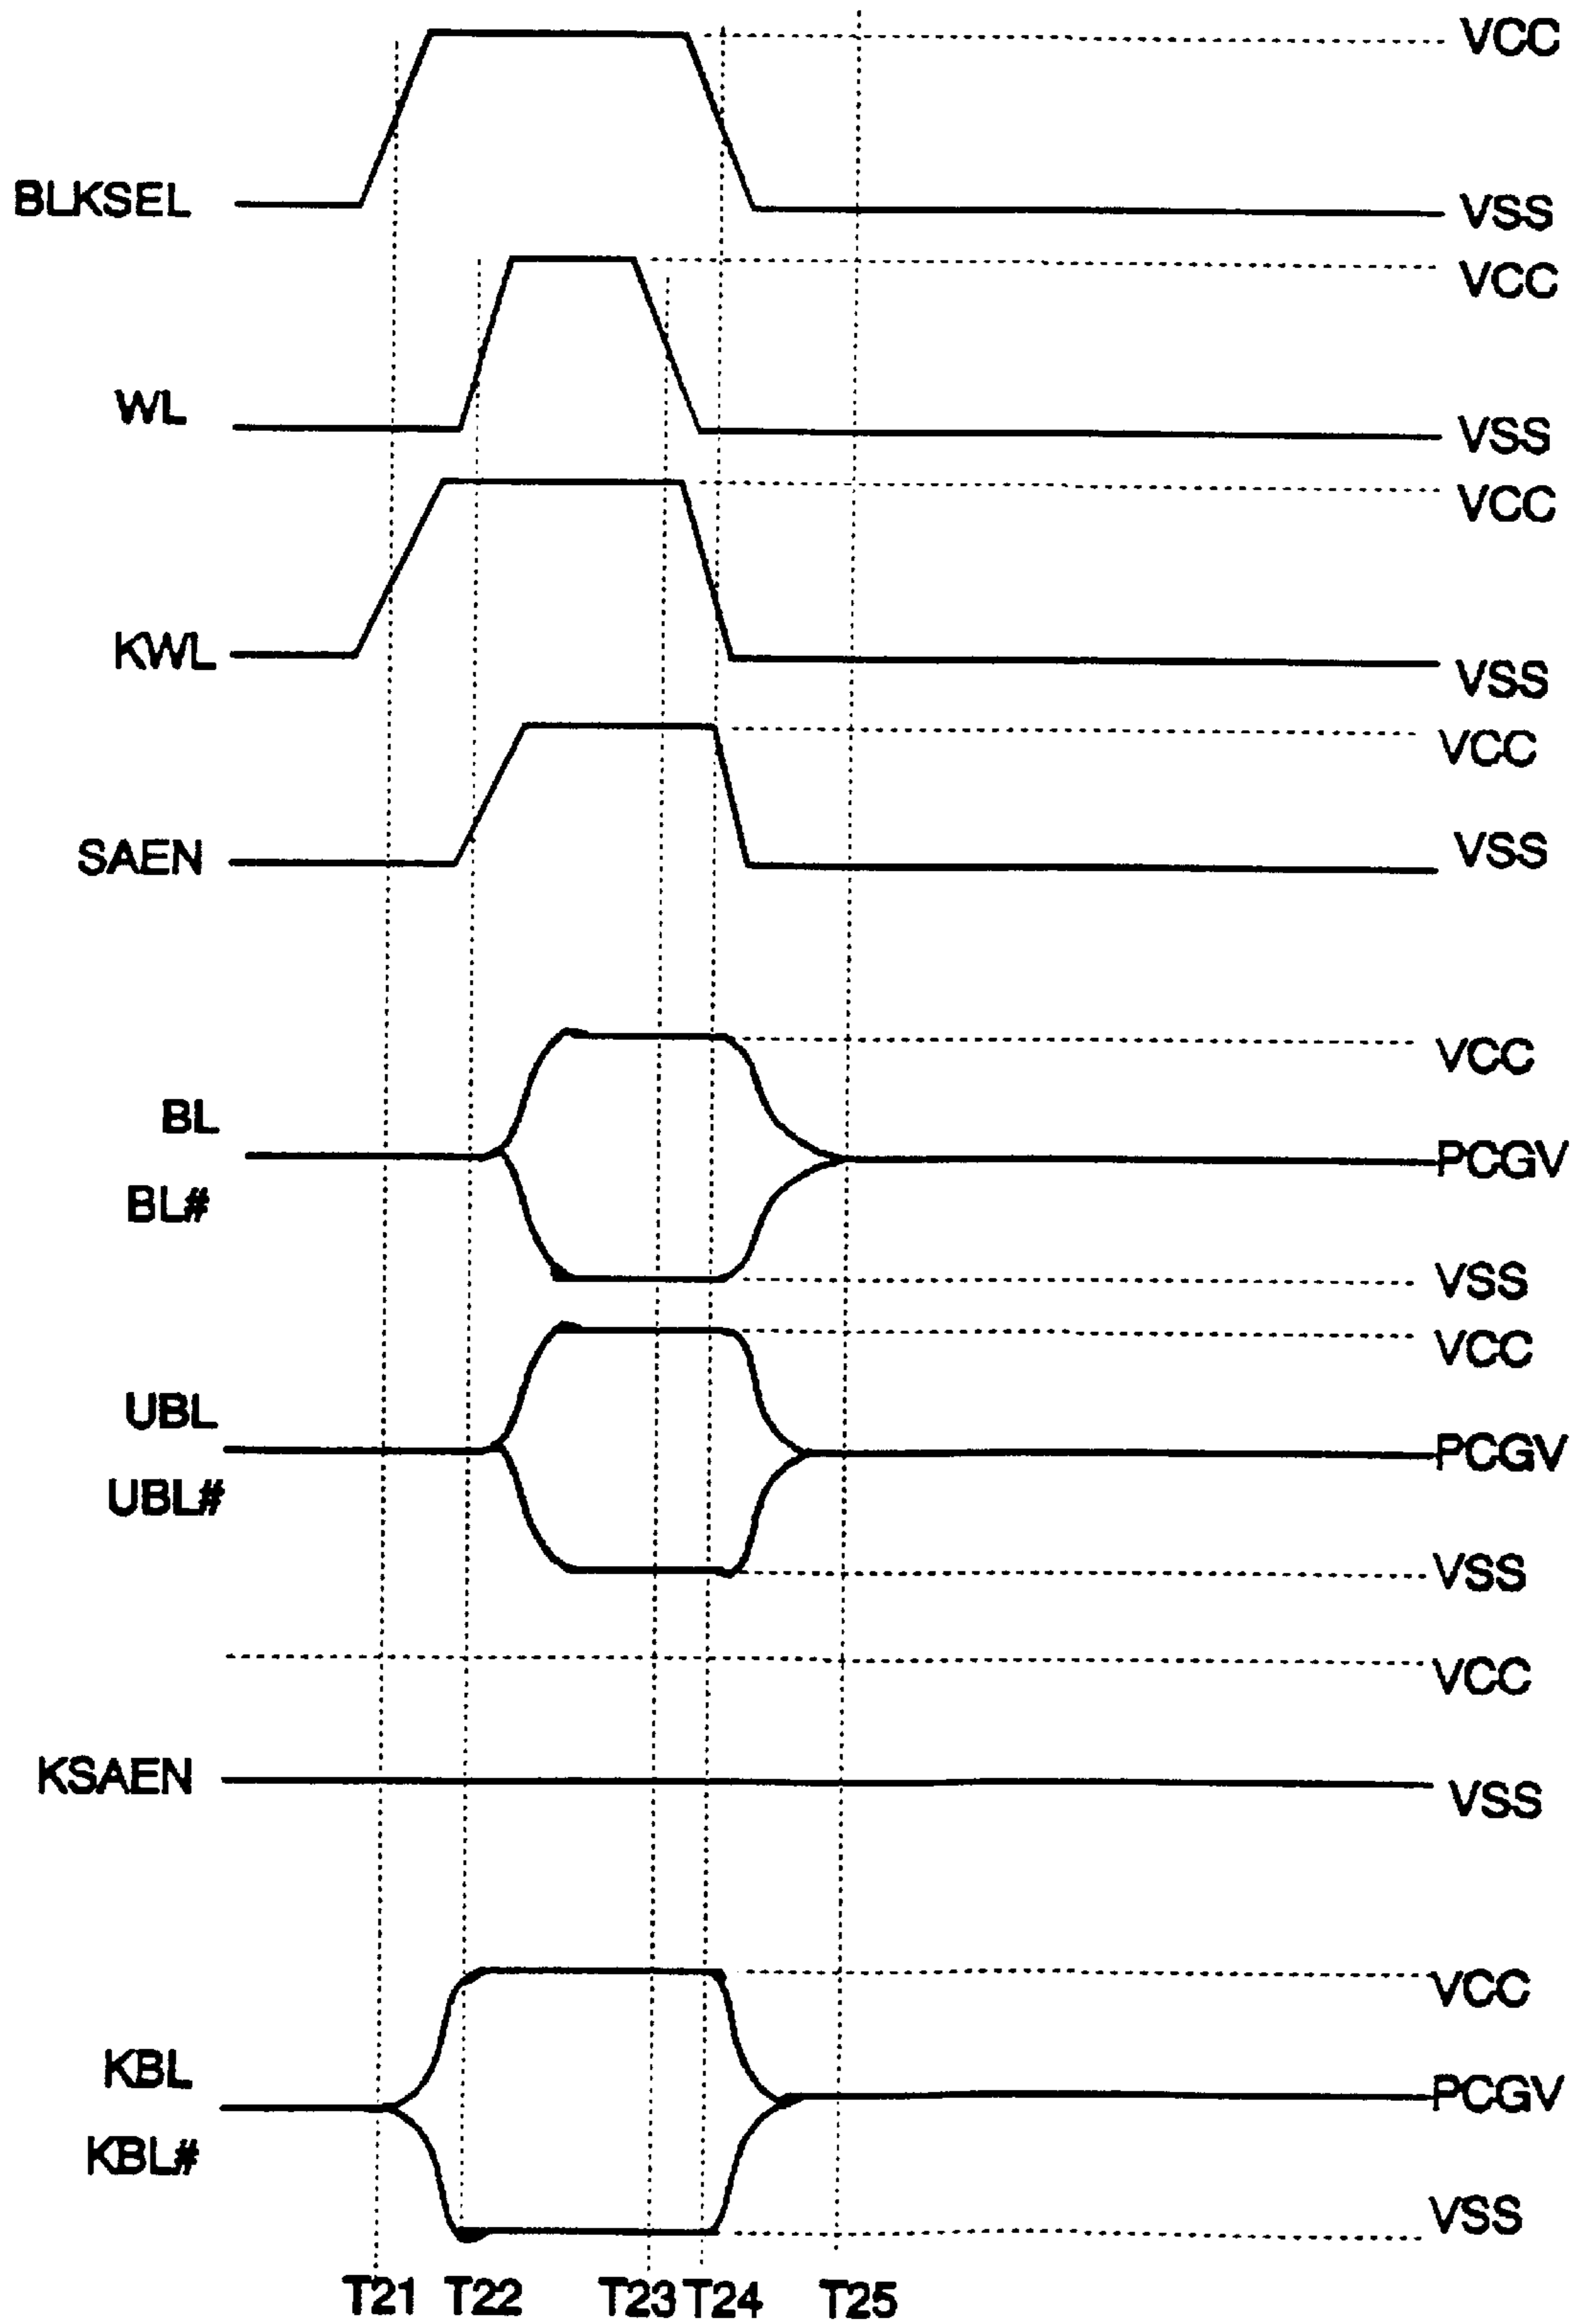 VCC
BLKSEL VSS
VCC
WL VSS
VCC
KWL VSS
VCC
SAEN VSS
VCC
BL
PCGV
BL#
VSS
VCC
UBL
PCGV
UBL#
VSS
VCC
KSAEN VSS
VCC
KBL
PCGV
KBL#
VSS
T21 T22 T23 T24 T25